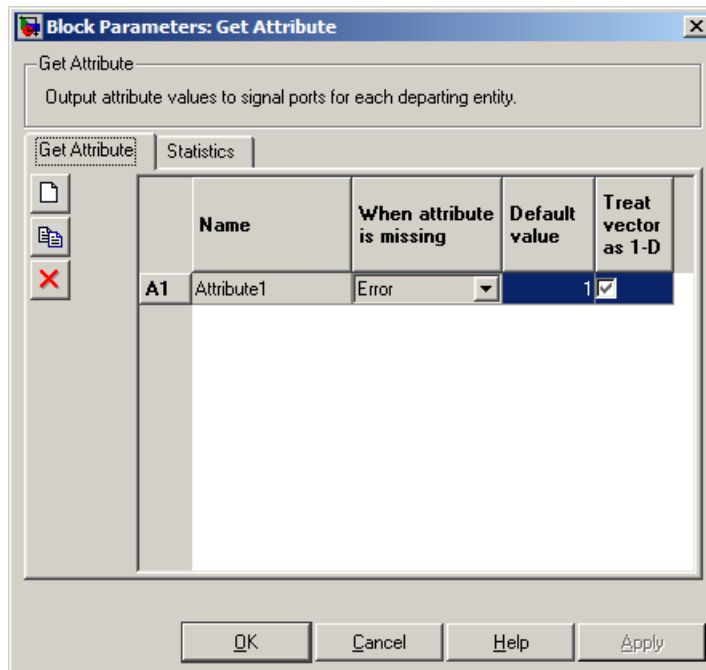 Block Parameters: Get Attribute
Get Attribute
Output attribute values to signal ports for each departing entity.
Get Attribute Statistics
Name When attribute is missing Default value Treat vector as 1-D
A1 Attribute1 Error 1
OK Cancel Help Apply